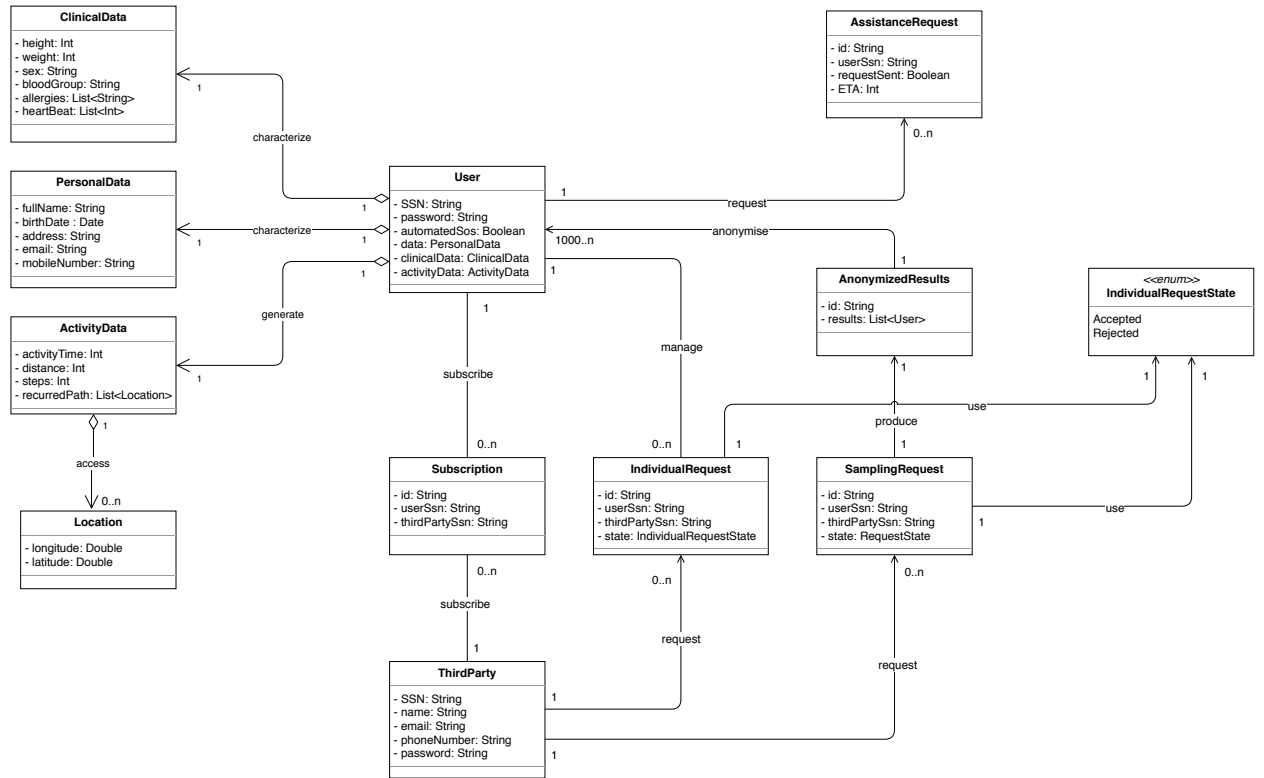 ClinicalData
- height: Int
- weight: Int
- sex: String
- bloodGroup: String
- allergies: List<String>
- heartBeat: List<Int>
1
characterize
1
AssistanceRequest
- id: String
- userSsn: String
- requestSent: Boolean
- ETA: Int
0..n
1
request
PersonalData
- fullName: String
- birthDate : Date
- address: String
- email: String
- mobileNumber: String
1
characterize
1
User
- SSN: String
- password: String
- automatedSos: Boolean
- data: PersonalData
- clinicalData: ClinicalData
- activityData: ActivityData
1000..n
anonymise
1
AnonymizedResults
- id: String
- results: List<User>
<<enum>>
IndividualRequestState
Accepted
Rejected
1
generate
1
ActivityData
- activityTime: Int
- distance: Int
- steps: Int
- recurredPath: List<Location>
1
1
access
0..n
Location
- longitude: Double
- latitude: Double
1
subscribe
0..n
1
manage
0..n
1
produce
1
1
use
1
1
use
1
Subscription
- id: String
- userSsn: String
- thirdPartySsn: String
IndividualRequest
- id: String
- userSsn: String
- thirdPartySsn: String
- state: IndividualRequestState
SamplingRequest
- id: String
- userSsn: String
- thirdPartySsn: String
- state: RequestState
0..n
subscribe
1
0..n
request
1
0..n
request
1
ThirdParty
- SSN: String
- name: String
- email: String
- phoneNumber: String
- password: String